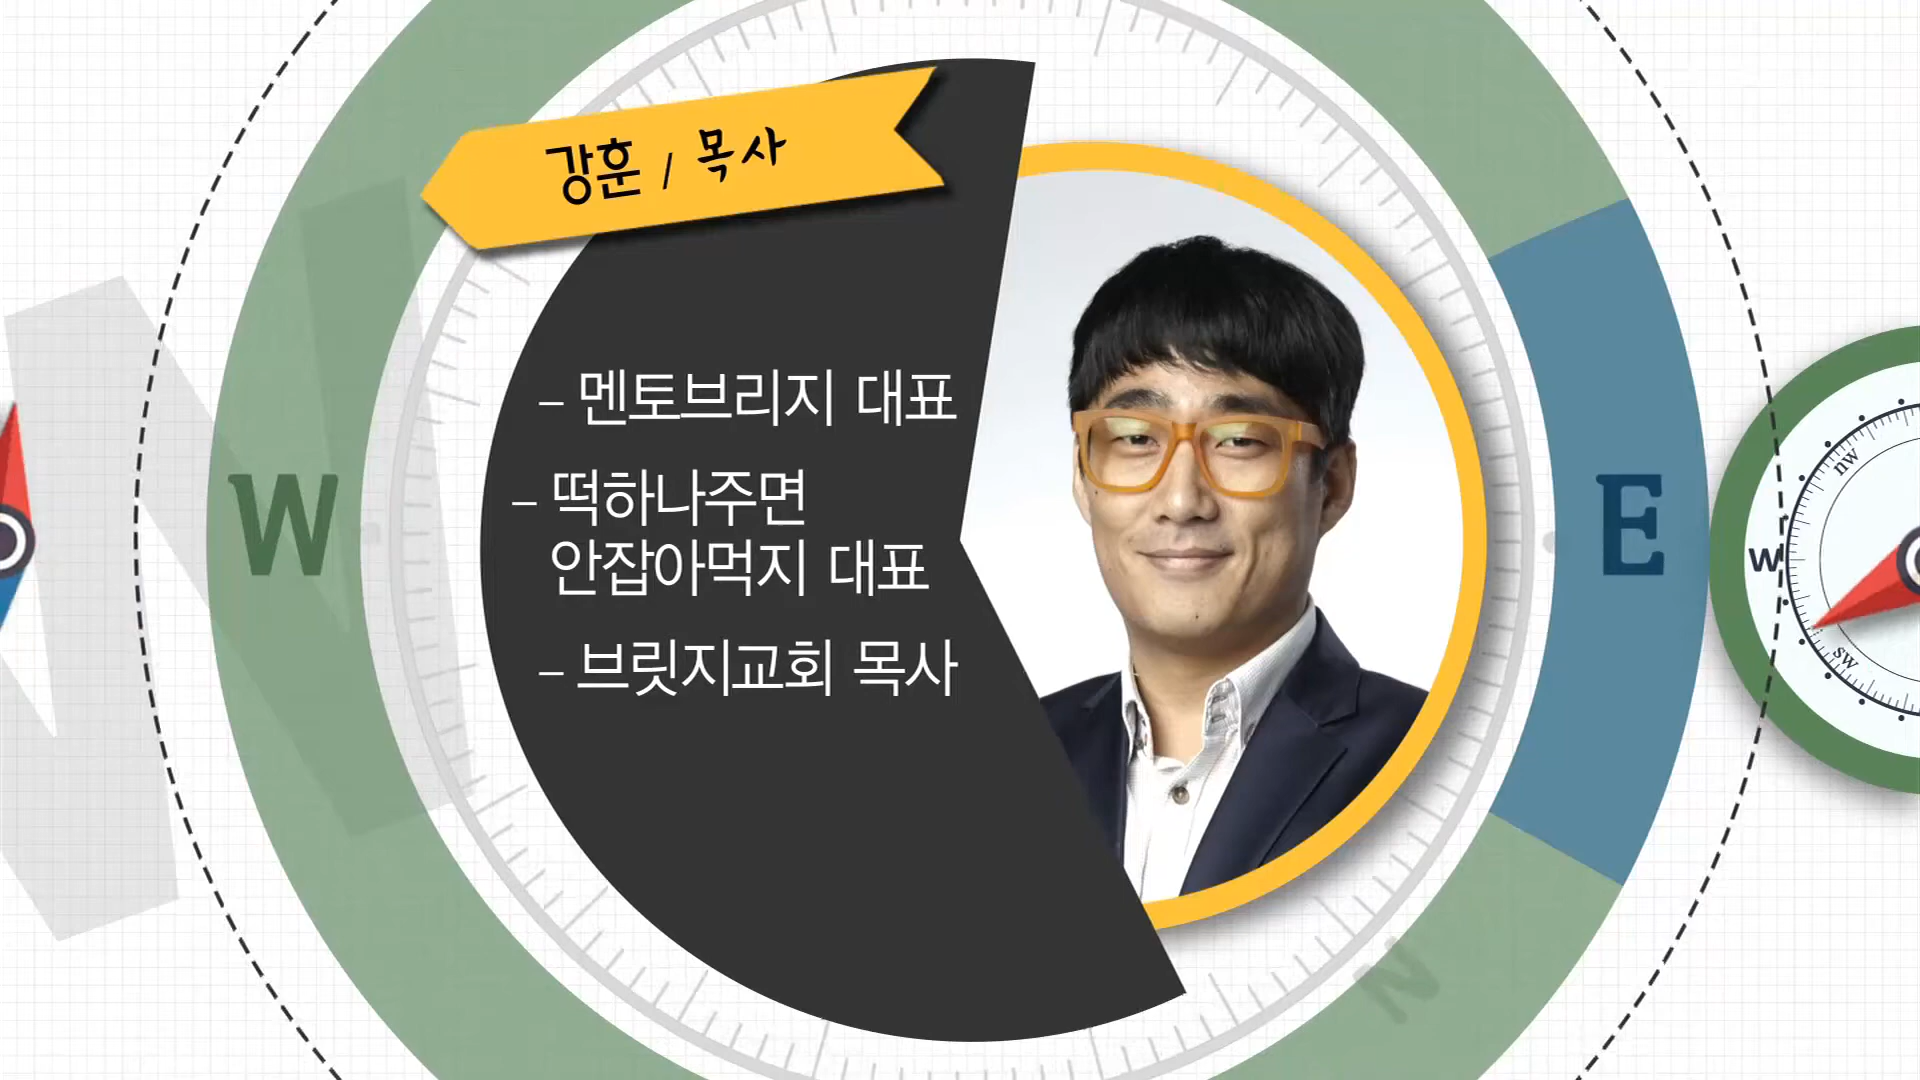 강훈 / 목사
– 멘토브리지 대표
– 떡하나주면
안잡아먹지 대표
– 브릿지교회 목사
W
E
N
N
NW
W
SW